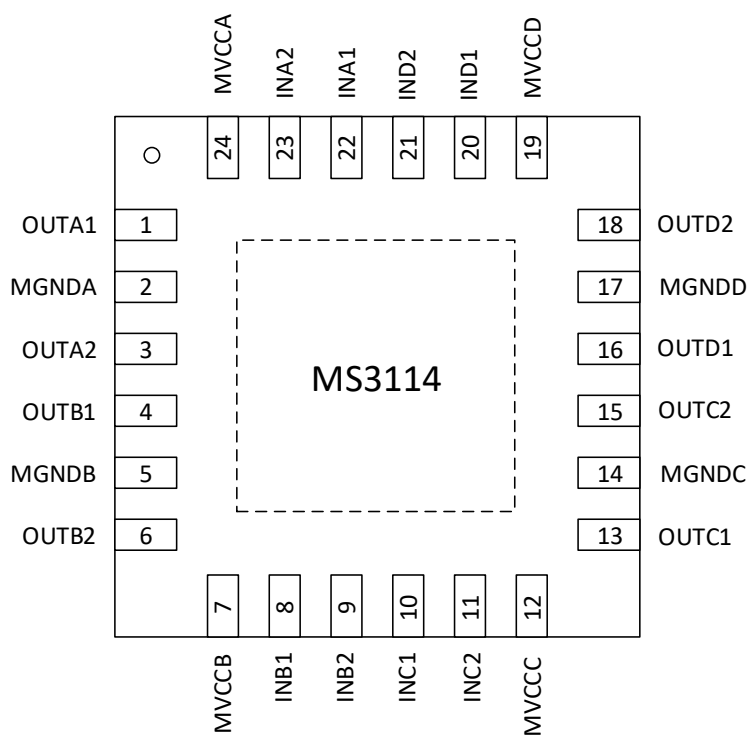 MVCCA INA2 INA1 IND2 IND1 MVCCD
24 23 22 21 20 19
OUTA1 1 18 OUTD2
MGNDA 2 17 MGNDD
OUTA2 3 16 OUTD1
MS3114
OUTB1 4 15 OUTC2
MGNDB 5 14 MGNDC
OUTB2 6 13 OUTC1
7 8 9 10 11 12
MVCCB INB1 INB2 INC1 INC2 MVCCC